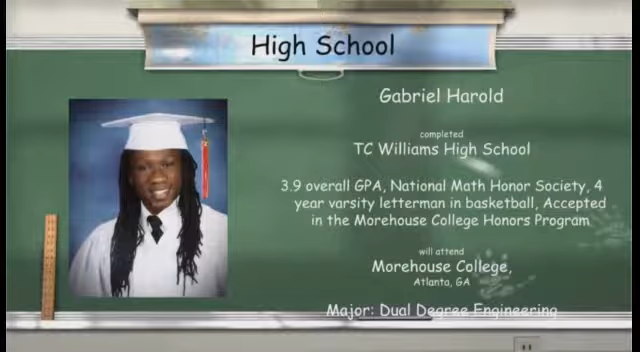 High School
Gabriel Harold
completed
TC Williams High School
3.9 overall GPA, National Math Honor Society, 4
year varsity letterman in basketball, Accepted
in the Morehouse College Honors Program
will attend
Morehouse College,
Atlanta, GA
Major: Dual Degree Engineering